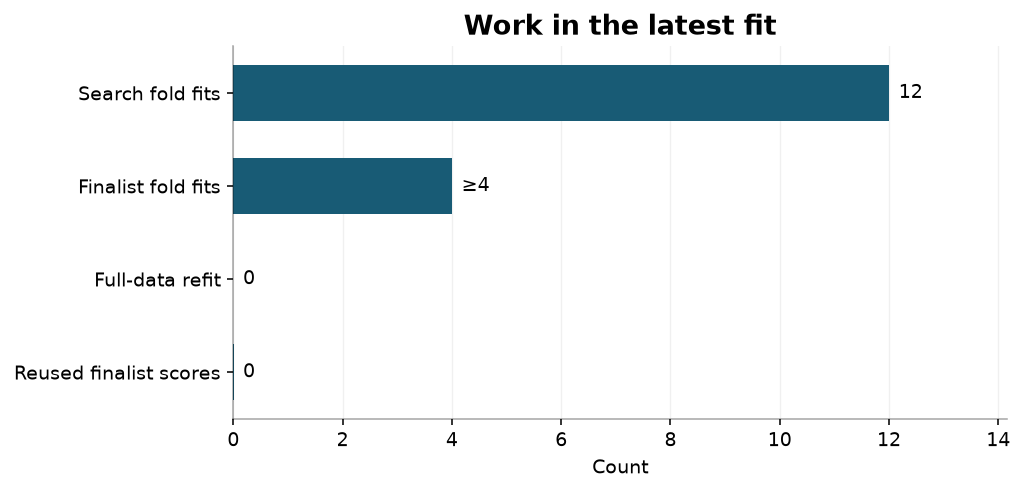 Work in the latest fit
Search fold fits
12
Finalist fold fits
≥4
Full-data refit
0
Reused finalist scores
0
0 2 4 6 8 10 12 14
Count